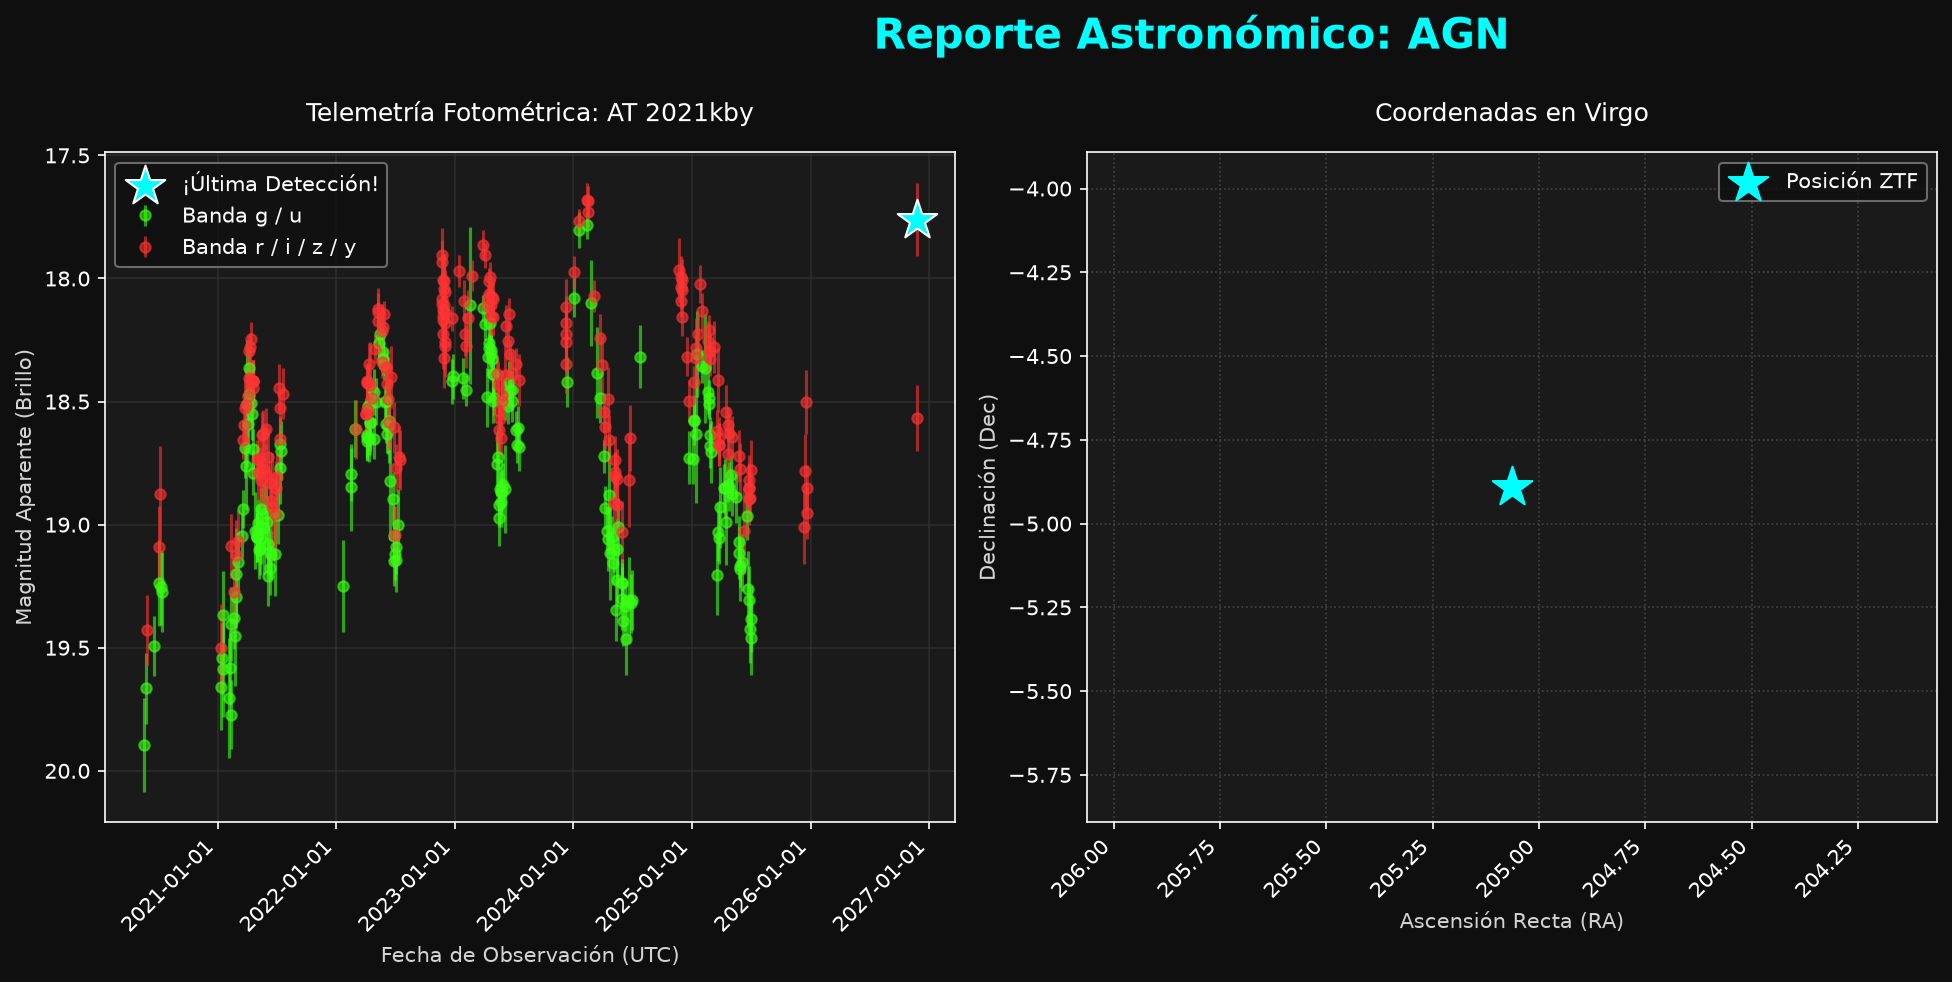 Reporte Astronómico: AGN
Telemetría Fotométrica: AT 2021kby
¡Última Detección!
Banda g / u
Banda r / i / z / y
Magnitud Aparente (Brillo)
17.5
18.0
18.5
19.0
19.5
20.0
2021-01-01
2022-01-01
2023-01-01
2024-01-01
2025-01-01
2026-01-01
2027-01-01
Fecha de Observación (UTC)
Coordenadas en Virgo
Posición ZTF
Declinación (Dec)
−4.00
−4.25
−4.50
−4.75
−5.00
−5.25
−5.50
−5.75
206.00
205.75
205.50
205.25
205.00
204.75
204.50
204.25
Ascensión Recta (RA)